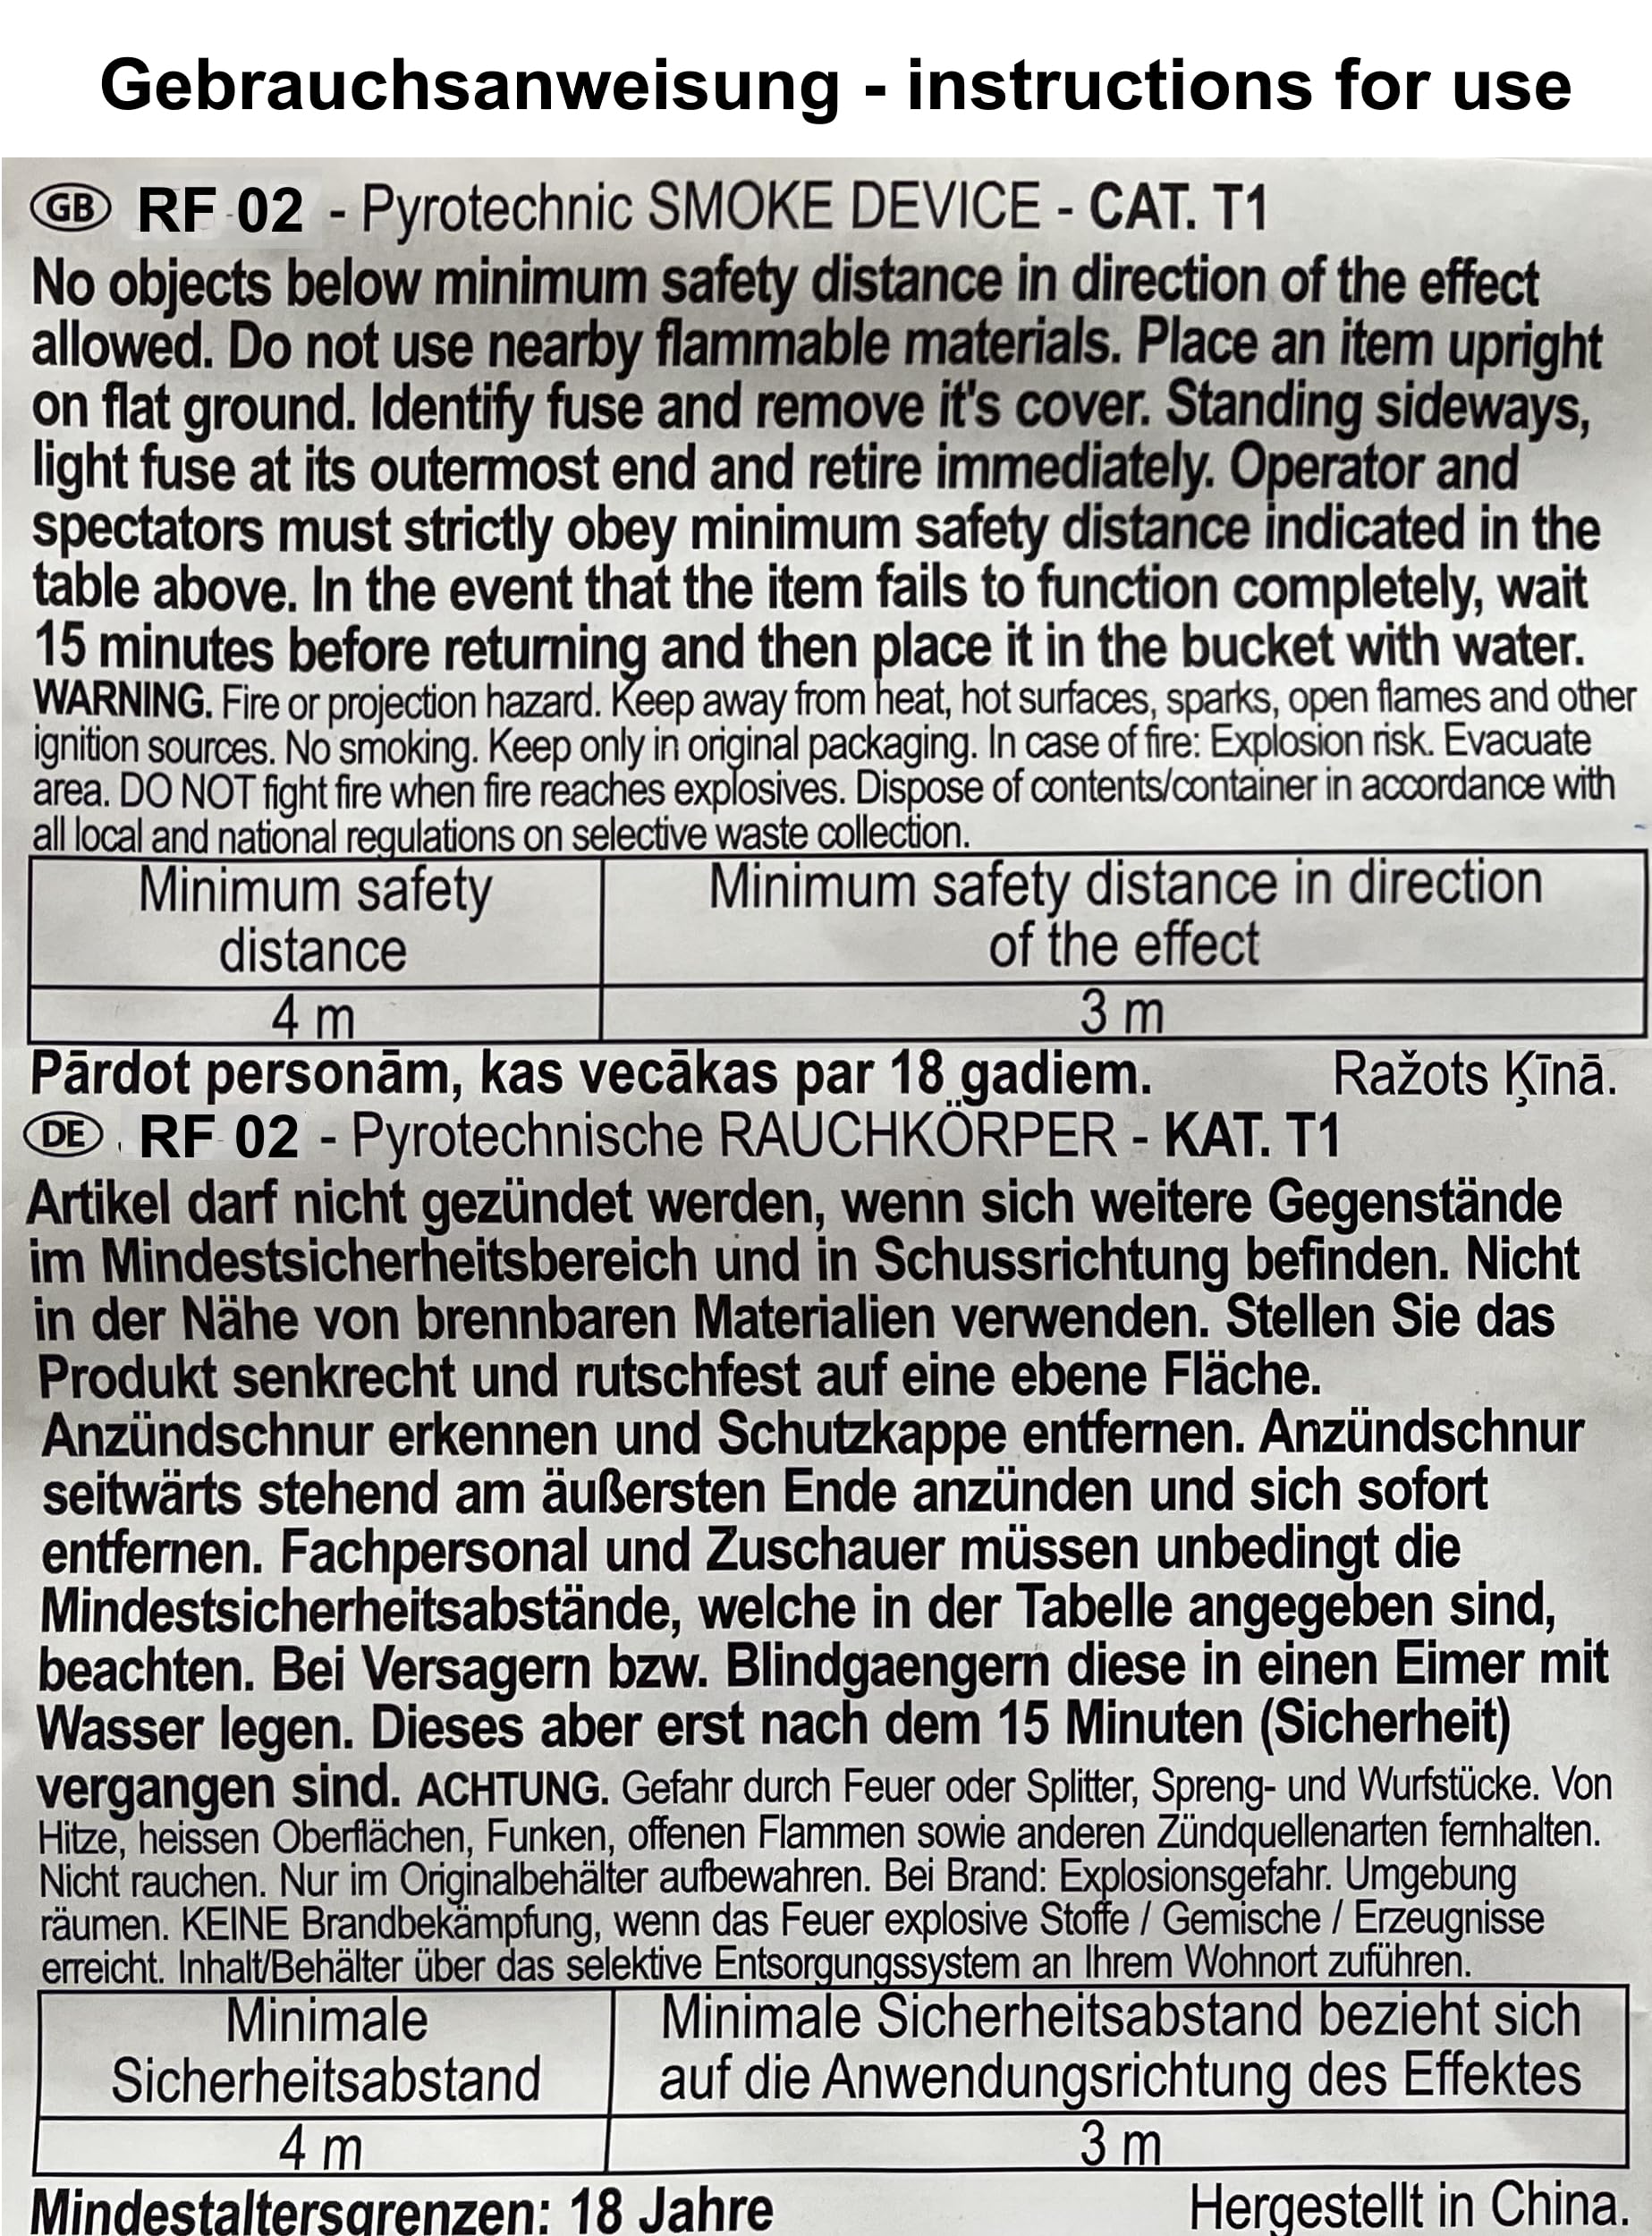 Gebrauchsanweisung - instructions for use
GB RF 02 - Pyrotechnic SMOKE DEVICE - CAT. T1
No objects below minimum safety distance in direction of the effect
allowed. Do not use nearby flammable materials. Place an item upright
on flat ground. Identify fuse and remove it's cover. Standing sideways,
light fuse at its outermost end and retire immediately. Operator and
spectators must strictly obey minimum safety distance indicated in the
table above. In the event that the item fails to function completely, wait
15 minutes before returning and then place it in the bucket with water.
WARNING. Fire or projection hazard. Keep away from heat, hot surfaces, sparks, open flames and other
ignition sources. No smoking. Keep only in original packaging. In case of fire: Explosion risk. Evacuate
area. DO NOT fight fire when fire reaches explosives. Dispose of contents/container in accordance with
all local and national regulations on selective waste collection.
Minimum safety
distance
Minimum safety distance in direction
of the effect
4 m
3 m
Pārdot personām, kas vecākas par 18 gadiem. Ražots Ķīnā.
DE RF 02 - Pyrotechnische RAUCHKÖRPER - KAT. T1
Artikel darf nicht gezündet werden, wenn sich weitere Gegenstände
im Mindestsicherheitsbereich und in Schussrichtung befinden. Nicht
in der Nähe von brennbaren Materialien verwenden. Stellen Sie das
Produkt senkrecht und rutschfest auf eine ebene Fläche.
Anzündschnur erkennen und Schutzkappe entfernen. Anzündschnur
seitwärts stehend am äußersten Ende anzünden und sich sofort
entfernen. Fachpersonal und Zuschauer müssen unbedingt die
Mindestsicherheitsabstände, welche in der Tabelle angegeben sind,
beachten. Bei Versagern bzw. Blindgaengern diese in einen Eimer mit
Wasser legen. Dieses aber erst nach dem 15 Minuten (Sicherheit)
vergangen sind. ACHTUNG. Gefahr durch Feuer oder Splitter, Spreng- und Wurfstücke. Von
Hitze, heissen Oberflächen, Funken, offenen Flammen sowie anderen Zündquellenarten fernhalten.
Nicht rauchen. Nur im Originalbehälter aufbewahren. Bei Brand: Explosionsgefahr. Umgebung
räumen. KEINE Brandbekämpfung, wenn das Feuer explosive Stoffe / Gemische / Erzeugnisse
erreicht. Inhalt/Behälter über das selektive Entsorgungssystem an Ihrem Wohnort zuführen.
Minimale
Sicherheitsabstand
Minimale Sicherheitsabstand bezieht sich
auf die Anwendungsrichtung des Effektes
4 m
3 m
Mindestaltersgrenzen: 18 Jahre Hergestellt in China.